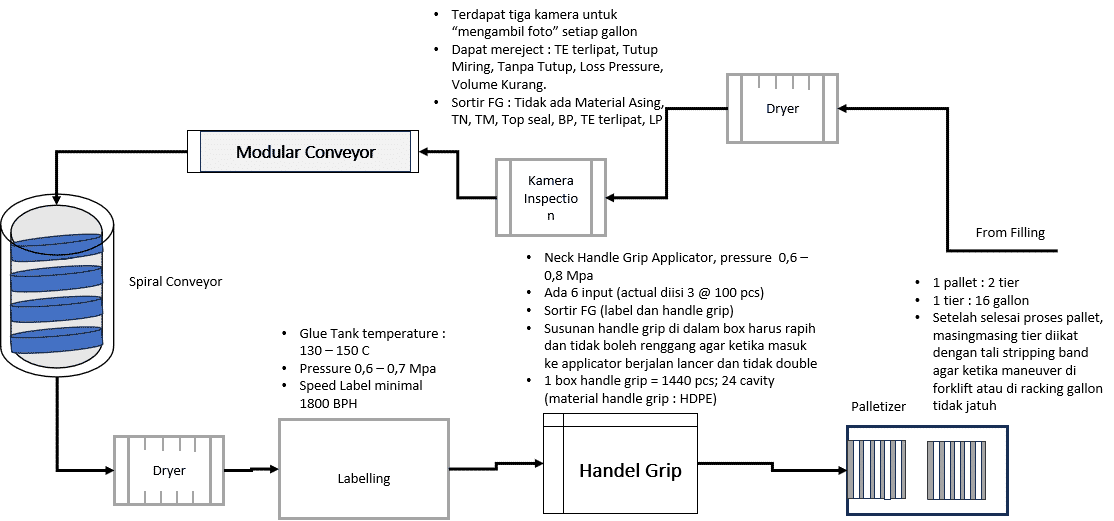 • Terdapat tiga kamera untuk
“mengambil foto” setiap gallon
• Dapat mereject : TE terlipat, Tutup
Miring, Tanpa Tutup, Loss Pressure,
Volume Kurang.
• Sortir FG : Tidak ada Material Asing,
TN, TM, Top seal, BP, TE terlipat, LP
Dryer
Modular Conveyor
Kamera
Inspectio
n
From Filling
Spiral Conveyor
• Neck Handle Grip Applicator, pressure 0,6 –
0,8 Mpa
• Ada 6 input (actual diisi 3 @ 100 pcs)
• Sortir FG (label dan handle grip)
• Susunan handle grip di dalam box harus rapih
dan tidak boleh renggang agar ketika masuk
ke applicator berjalan lancer dan tidak double
• 1 box handle grip = 1440 pcs; 24 cavity
(material handle grip : HDPE)
• 1 pallet : 2 tier
• 1 tier : 16 gallon
• Setelah selesai proses pallet,
masingmasing tier diikat
dengan tali stripping band
agar ketika maneuver di
forklift atau di racking gallon
tidak jatuh
• Glue Tank temperature :
130 – 150 C
• Pressure 0,6 – 0,7 Mpa
• Speed Label minimal
1800 BPH
Palletizer
Dryer
Labelling
Handel Grip